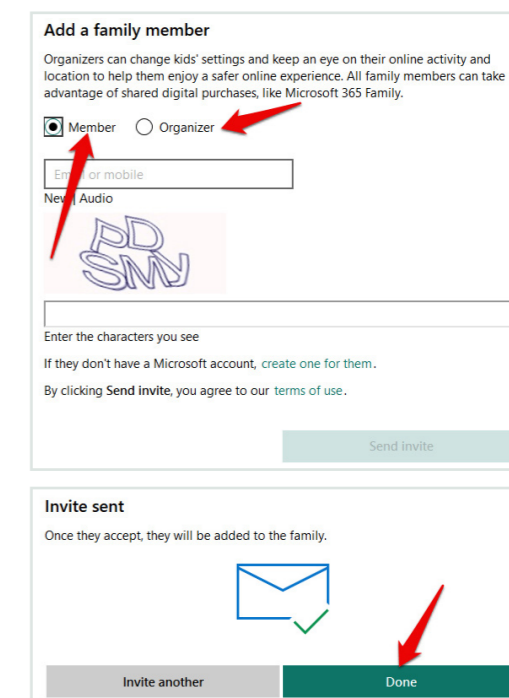 Add a family member
Organizers can change kids' settings and keep an eye on their online activity and
location to help them enjoy a safer online experience. All family members can take
advantage of shared digital purchases, like Microsoft 365 Family.
Member Organizer
Email or mobile
New | Audio
PD
SMY
Enter the characters you see
If they don't have a Microsoft account, create one for them.
By clicking Send invite, you agree to our terms of use.
Send invite
Invite sent
Once they accept, they will be added to the family.
Invite another Done